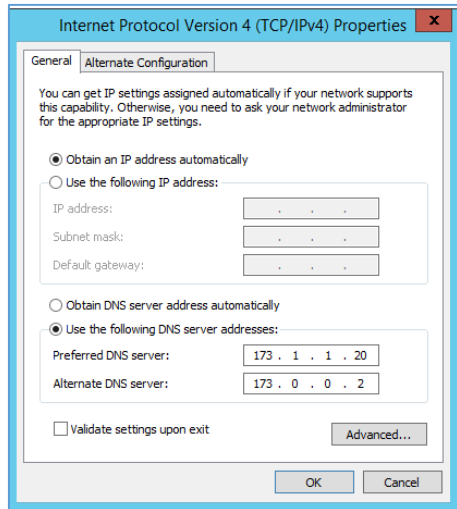 Internet Protocol Version 4 (TCP/IPv4) Properties x
General Alternate Configuration
You can get IP settings assigned automatically if your network supports
this capability. Otherwise, you need to ask your network administrator
for the appropriate IP settings.
Obtain an IP address automatically
Use the following IP address:
IP address: . . .
Subnet mask: . . .
Default gateway: . . .
Obtain DNS server address automatically
Use the following DNS server addresses:
Preferred DNS server: 173 . 1 . 1 . 20
Alternate DNS server: 173 . 0 . 0 . 2
Validate settings upon exit Advanced...
OK Cancel